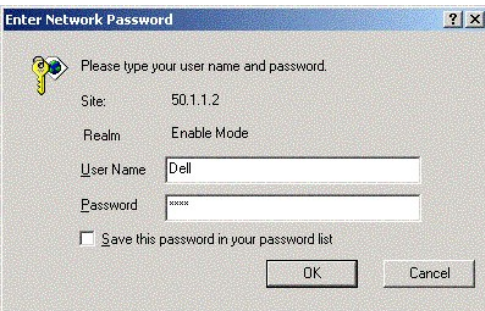 Enter Network Password
Please type your user name and password.
Site: 50.1.1.2
Realm Enable Mode
User Name Dell
Password xxxx
Save this password in your password list
OK Cancel